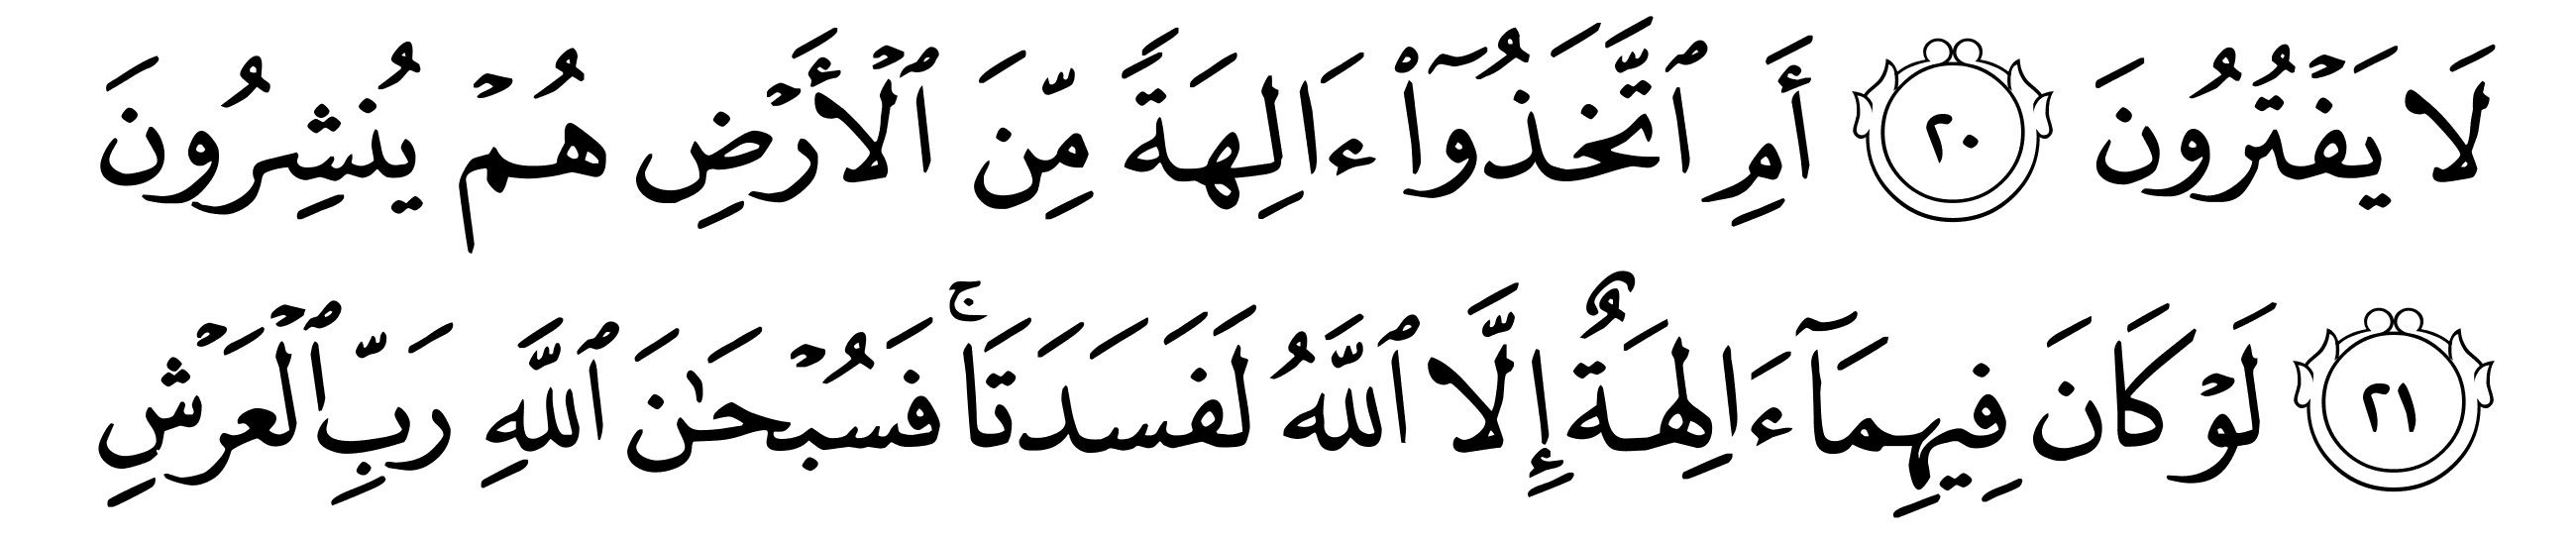 لَا يَفۡتُرُونَ ٢٠ أَمِ ٱتَّخَذُوٓاْ ءَالِهَةٗ مِّنَ ٱلۡأَرۡضِ هُمۡ يُنشِرُونَ
٢١ لَوۡ كَانَ فِيهِمَآ ءَالِهَةٌ إِلَّا ٱللَّهُ لَفَسَدَتَاۚ فَسُبۡحَٰنَ ٱللَّهِ رَبِّ ٱلۡعَرۡشِ